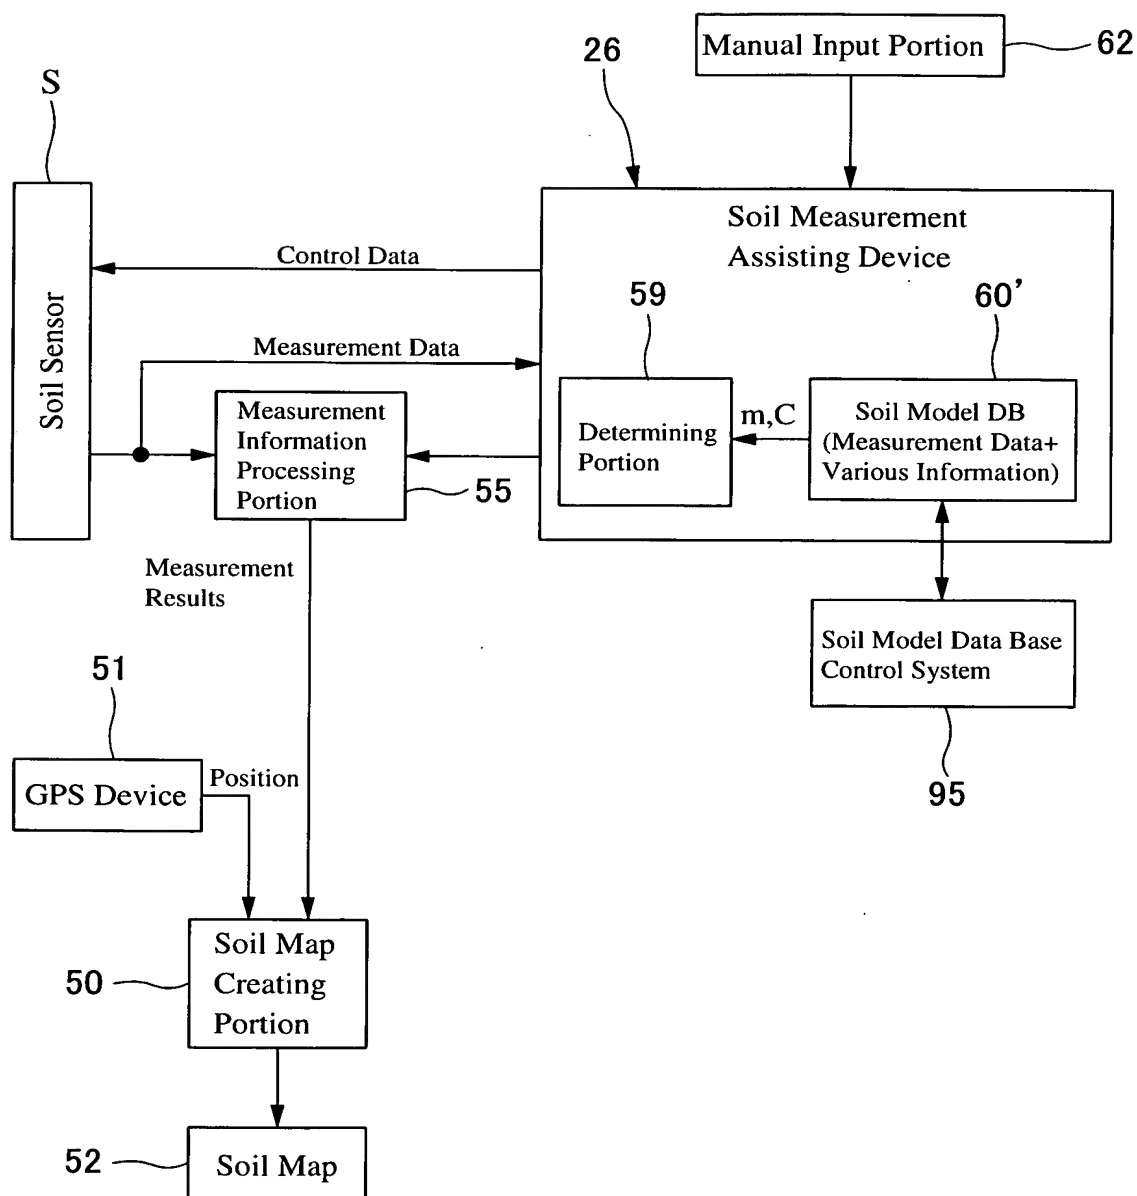 Manual Input Portion
62
26
S
Soil Measurement
Assisting Device
Control Data
59
60’
Soil Sensor
Measurement Data
Measurement
Information
Processing
Portion
55
Determining
Portion
m,C
Soil Model DB
(Measurement Data+
Various Information)
Measurement
Results
Soil Model Data Base
Control System
95
51
GPS Device
Position
Soil Map
Creating
Portion
50
52
Soil Map